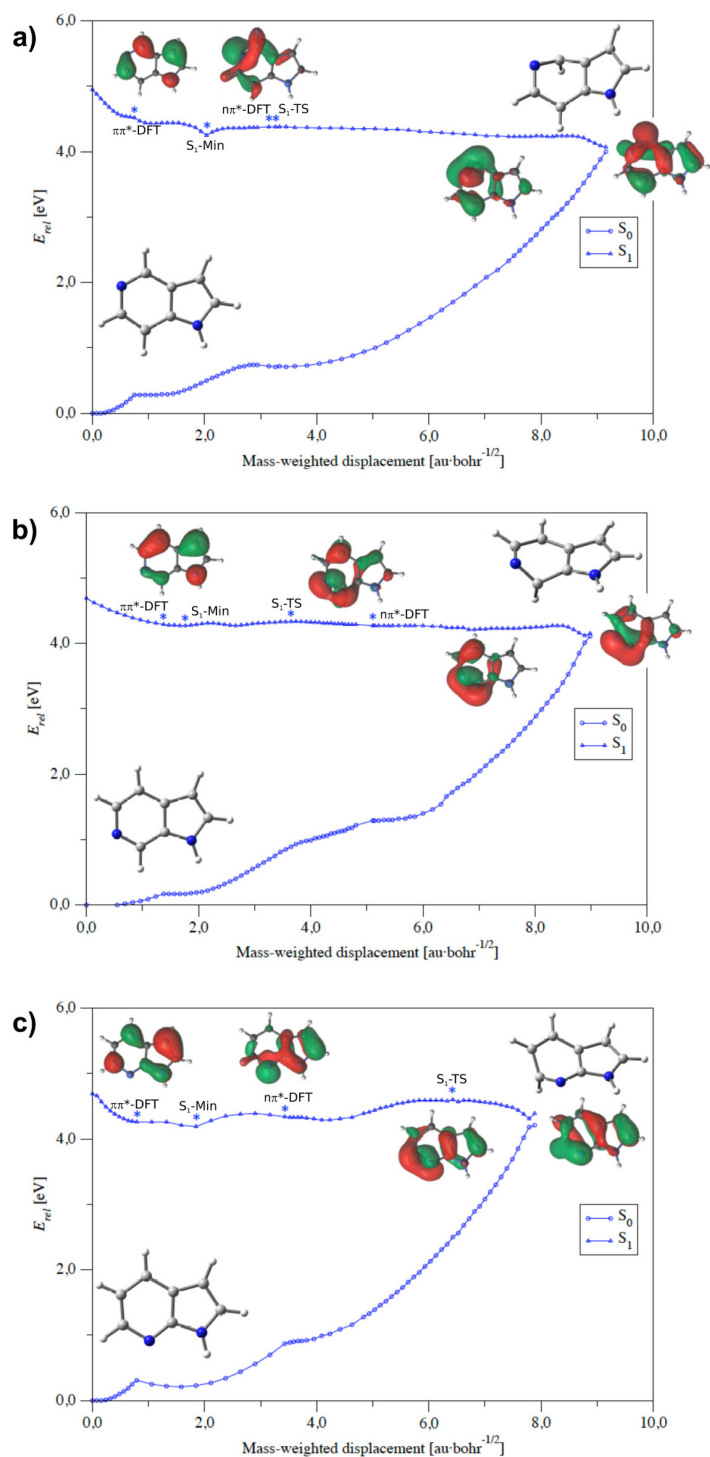 a)
6,0
4,0
2,0
0,0
E_rel [eV]
ππ*-DFT
S₁-Min
nπ*-DFT
S₁-TS
S₀
S₁
0,0 2,0 4,0 6,0 8,0 10,0
Mass-weighted displacement [au·bohr⁻¹/²]
b)
6,0
4,0
2,0
0,0
E_rel [eV]
ππ*-DFT
S₁-Min
S₁-TS
nπ*-DFT
S₀
S₁
0,0 2,0 4,0 6,0 8,0 10,0
Mass-weighted displacement [au·bohr⁻¹/²]
c)
6,0
4,0
2,0
0,0
E_rel [eV]
ππ*-DFT
S₁-Min
nπ*-DFT
S₁-TS
S₀
S₁
0,0 2,0 4,0 6,0 8,0 10,0
Mass-weighted displacement [au·bohr⁻¹/²]